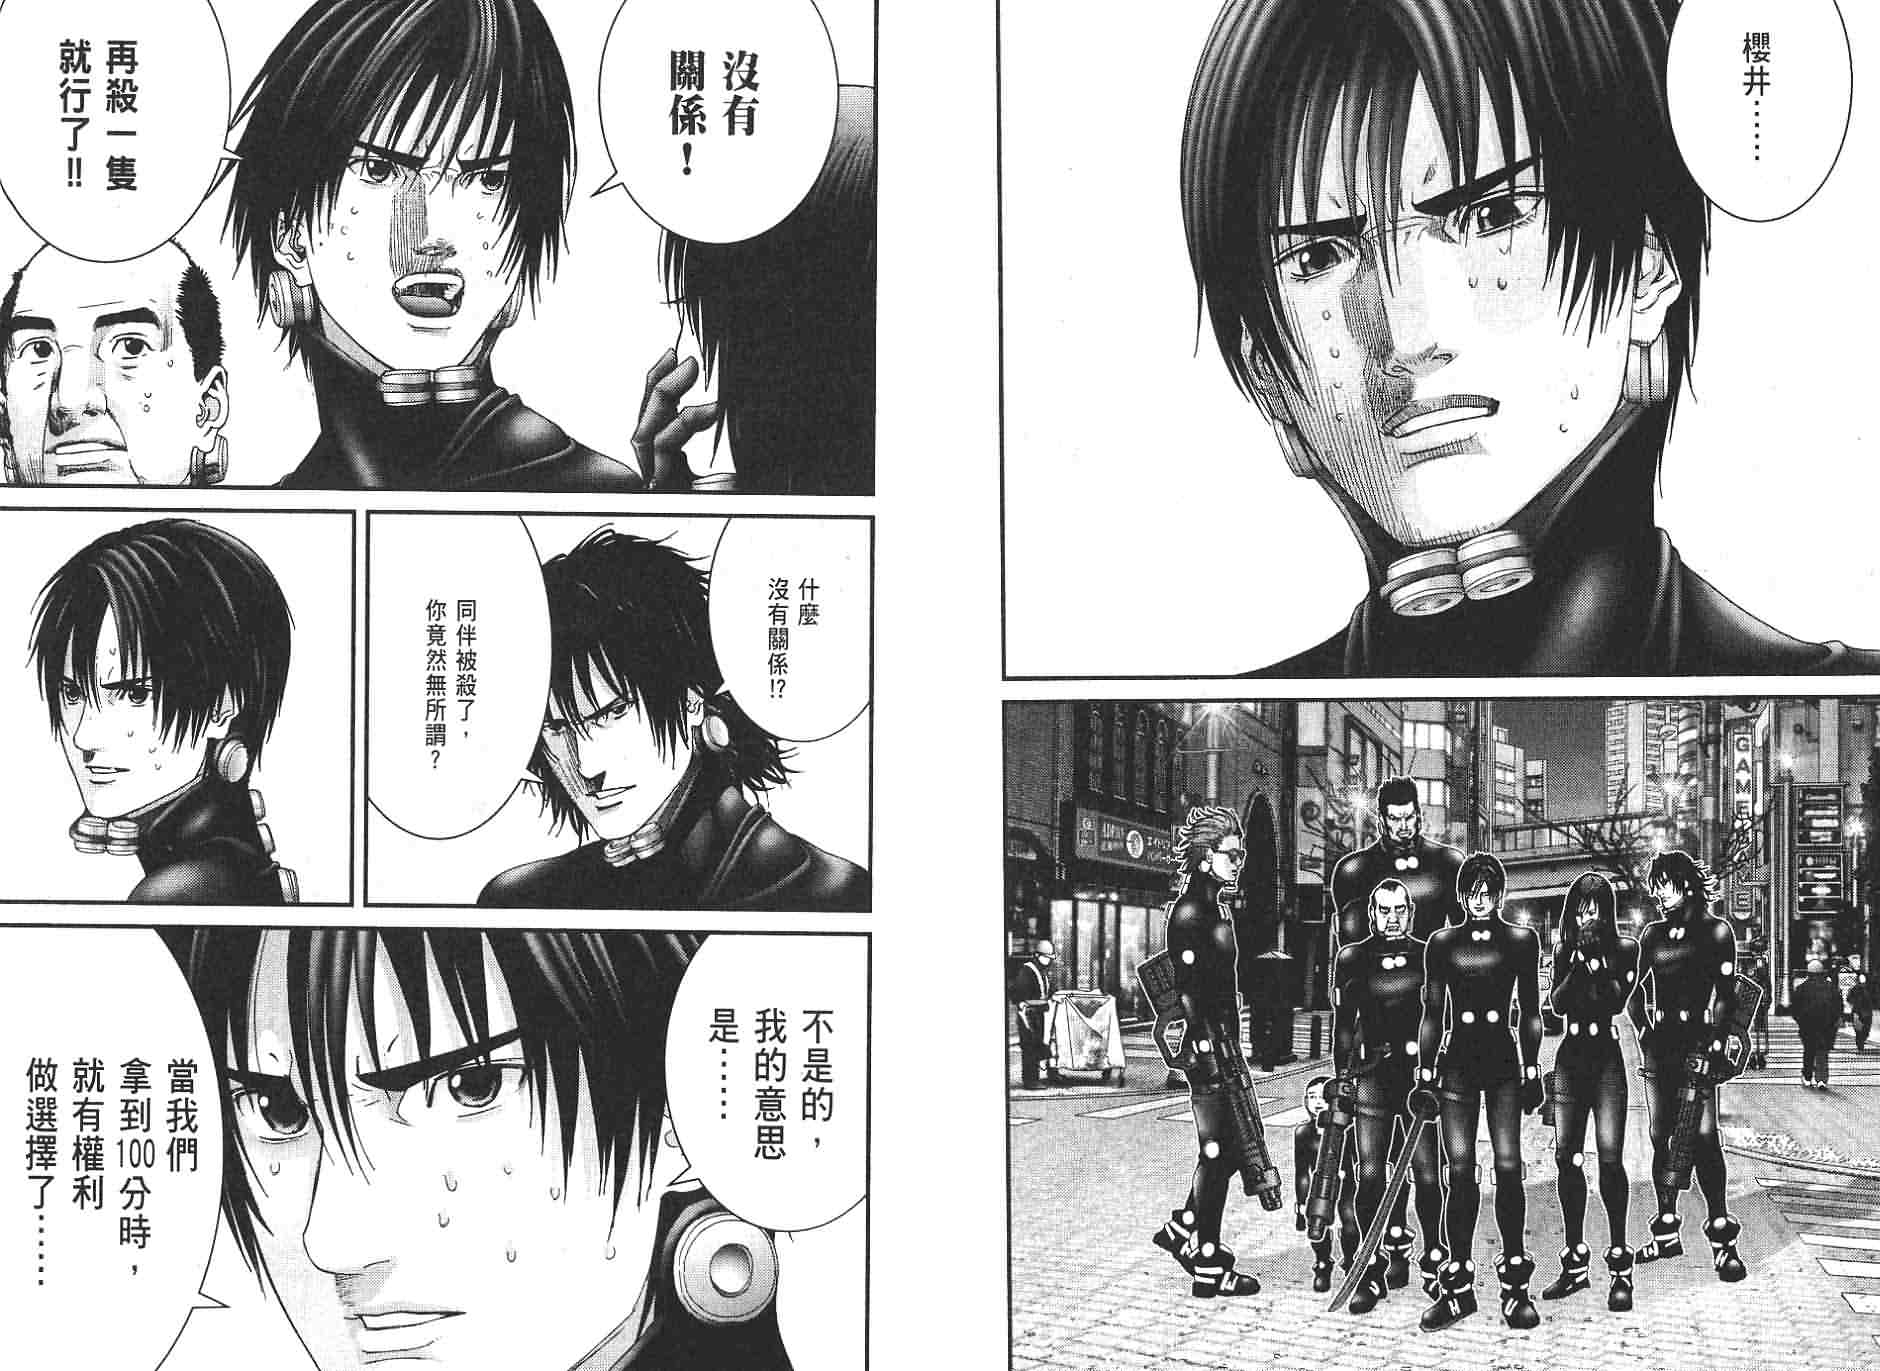 櫻井……
GAME
GAME
沒有
關係！
再殺一隻
就行了!!
什麼
沒有關係!?
同伴被殺了，
你竟然無所謂？
不是的，
我的意思
是……
當我們
拿到100分時，
就有權利
做選擇了……